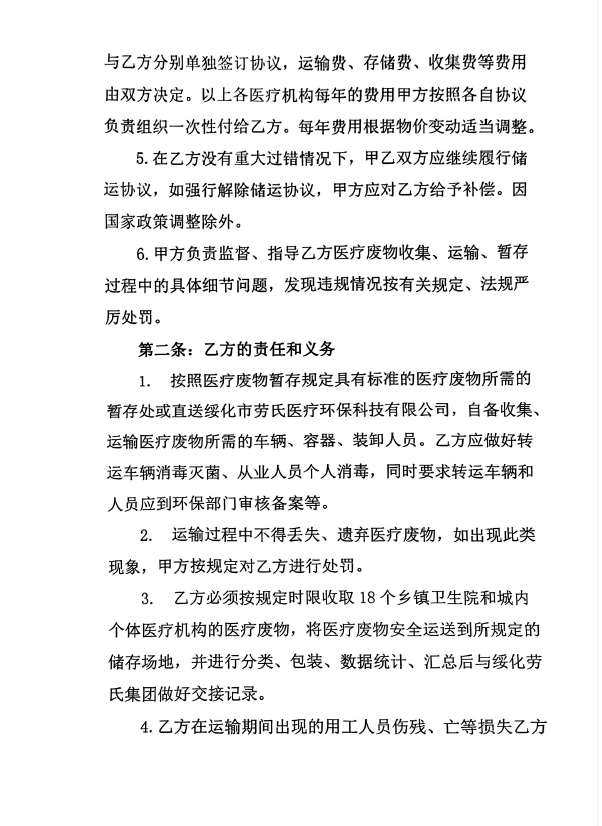 与乙方分别单独签订协议，运输费、存储费、收集费等费用
由双方决定。以上各医疗机构每年的费用甲方按照各自协议
负责组织一次性付给乙方。每年费用根据物价变动适当调整。
5.在乙方没有重大过错情况下，甲乙双方应继续履行储
运协议，如强行解除储运协议，甲方应对乙方给予补偿。因
国家政策调整除外。
6.甲方负责监督、指导乙方医疗废物收集、运输、暂存
过程中的具体细节问题，发现违规情况按有关规定、法规严
厉处罚。
第二条：乙方的责任和义务
1. 按照医疗废物暂存规定具有标准的医疗废物所需的
暂存处或直送绥化市劳氏医疗环保科技有限公司，自备收集、
运输医疗废物所需的车辆、容器、装卸人员。乙方应做好转
运车辆消毒灭菌、从业人员个人消毒，同时要求转运车辆和
人员应到环保部门审核备案等。
2. 运输过程中不得丢失、遗弃医疗废物，如出现此类
现象，甲方按规定对乙方进行处罚。
3. 乙方必须按规定时限收取 18 个乡镇卫生院和城内
个体医疗机构的医疗废物，将医疗废物安全运送到所规定的
储存场地，并进行分类、包装、数据统计、汇总后与绥化劳
氏集团做好交接记录。
4.乙方在运输期间出现的用工人员伤残、亡等损失乙方